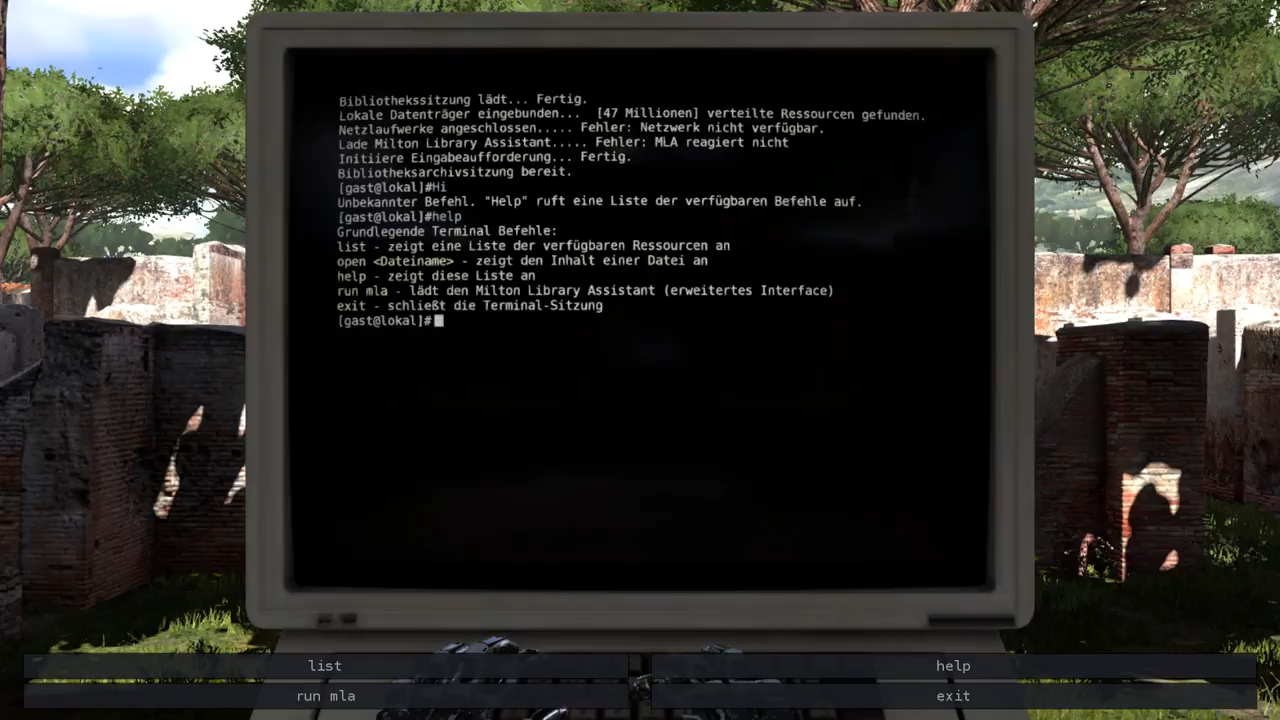 Bibliothekssitzung lädt... Fertig.
Lokale Datenträger eingebunden... [47 Millionen] verteilte Ressourcen gefunden.
Netzlaufwerke angeschlossen..... Fehler: Netzwerk nicht verfügbar.
Lade Milton Library Assistant..... Fehler: MLA reagiert nicht
Initiiere Eingabeaufforderung... Fertig.
Bibliotheksarchivsitzung bereit.
[gast@lokal]#Hi
Unbekannter Befehl. "Help" ruft eine Liste der verfügbaren Befehle auf.
[gast@lokal]#help
Grundlegende Terminal Befehle:
list - zeigt eine Liste der verfügbaren Ressourcen an
open <Dateiname> - zeigt den Inhalt einer Datei an
help - zeigt diese Liste an
run mla - lädt den Milton Library Assistant (erweitertes Interface)
exit - schließt die Terminal-Sitzung
[gast@lokal]#
list
help
run mla
exit